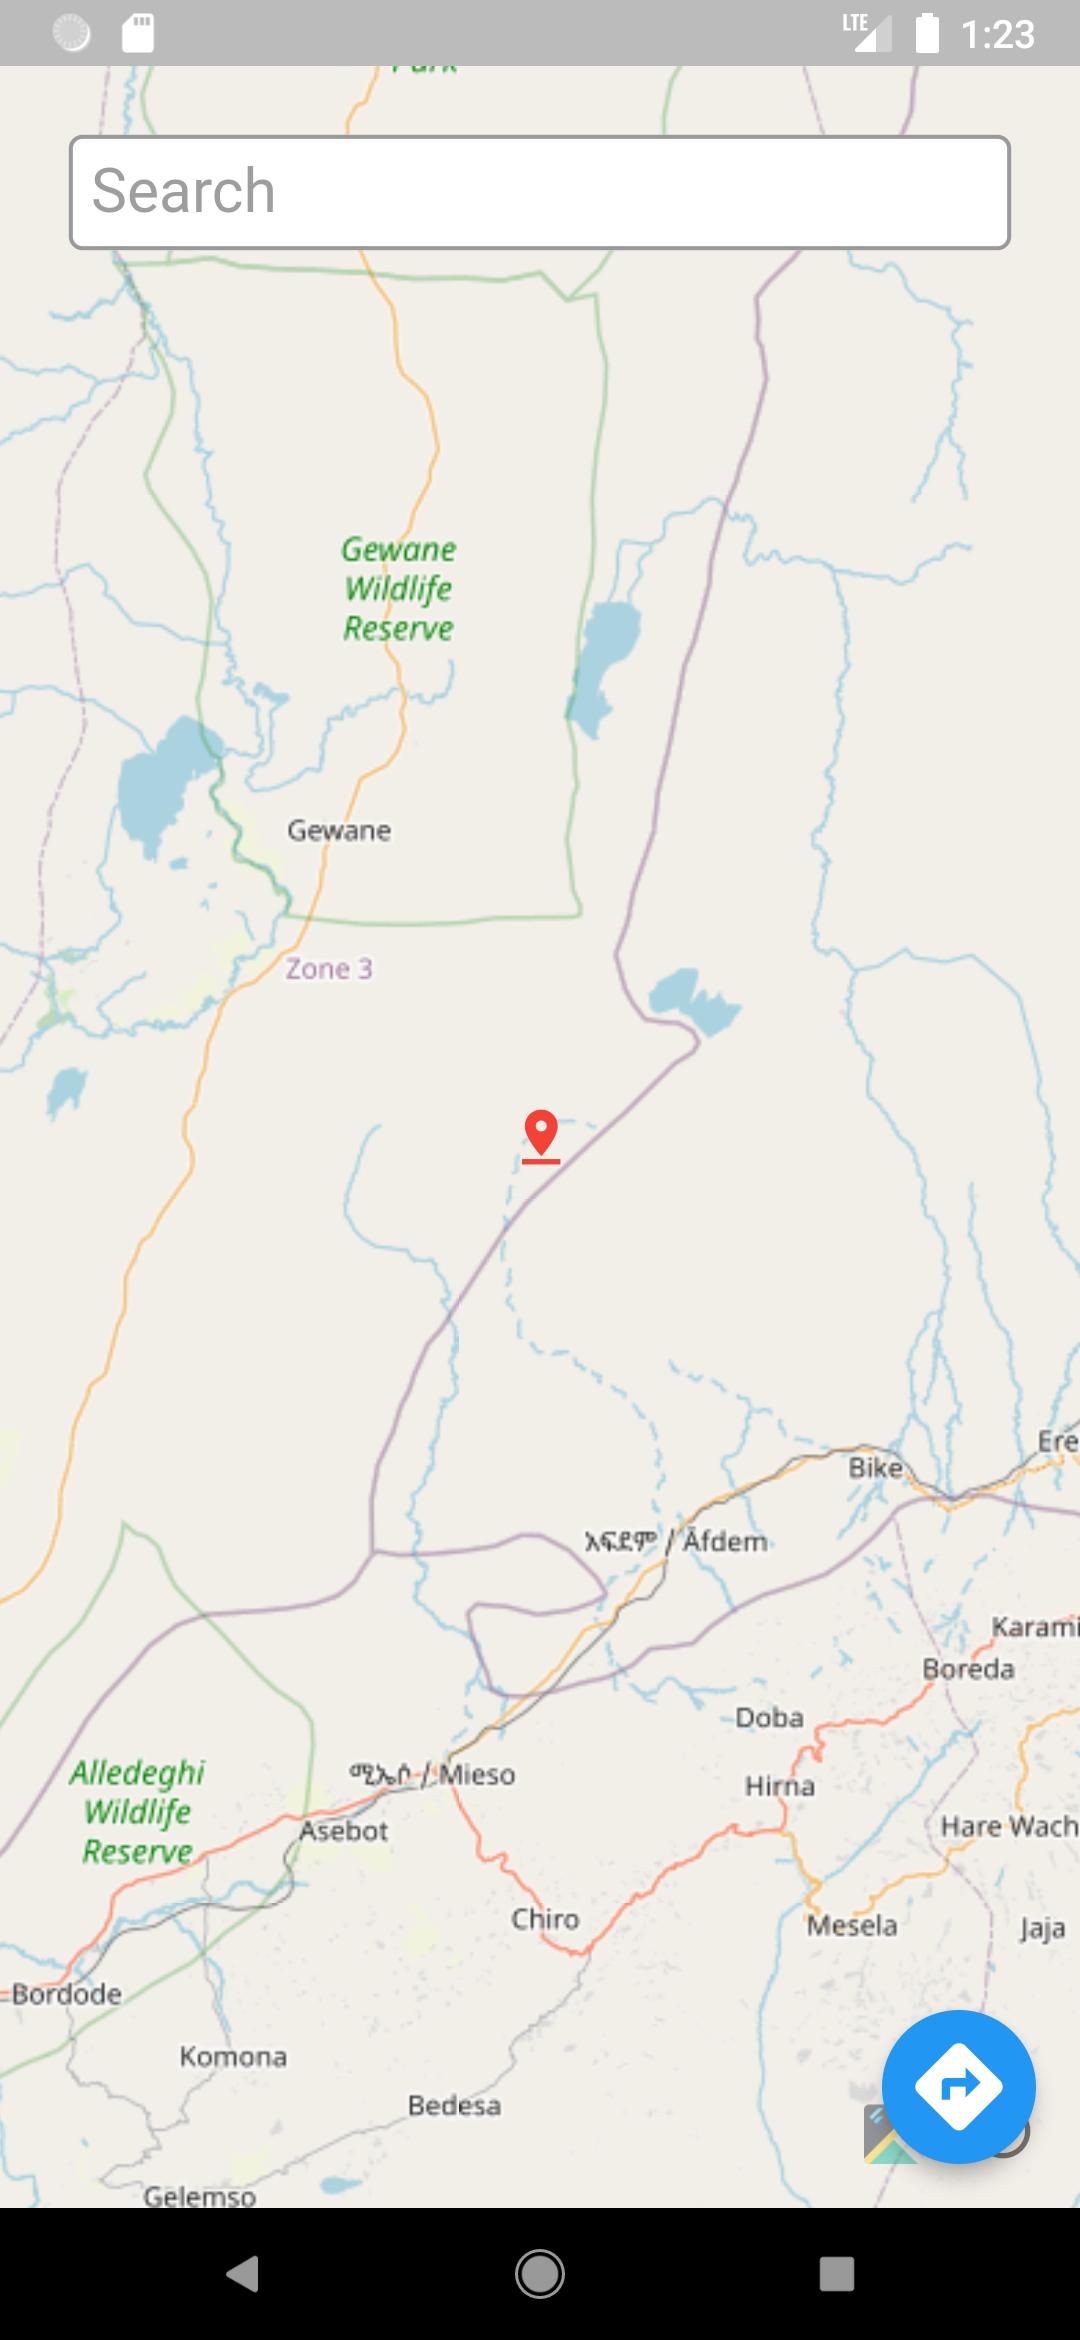 LTE 1:23
Park
Search
Gewane
Wildlife
Reserve
Gewane
Zone 3
Ere
Bike
አፍደም / Āfdem
Karami
Boreda
Doba
Alledeghi
Wildlife
Reserve
ሚኤሶ / Mieso
Hirna
Asebot
Hare Wach
Chiro
Mesela
Jaja
Bordode
Komona
Bedesa
Gelemso